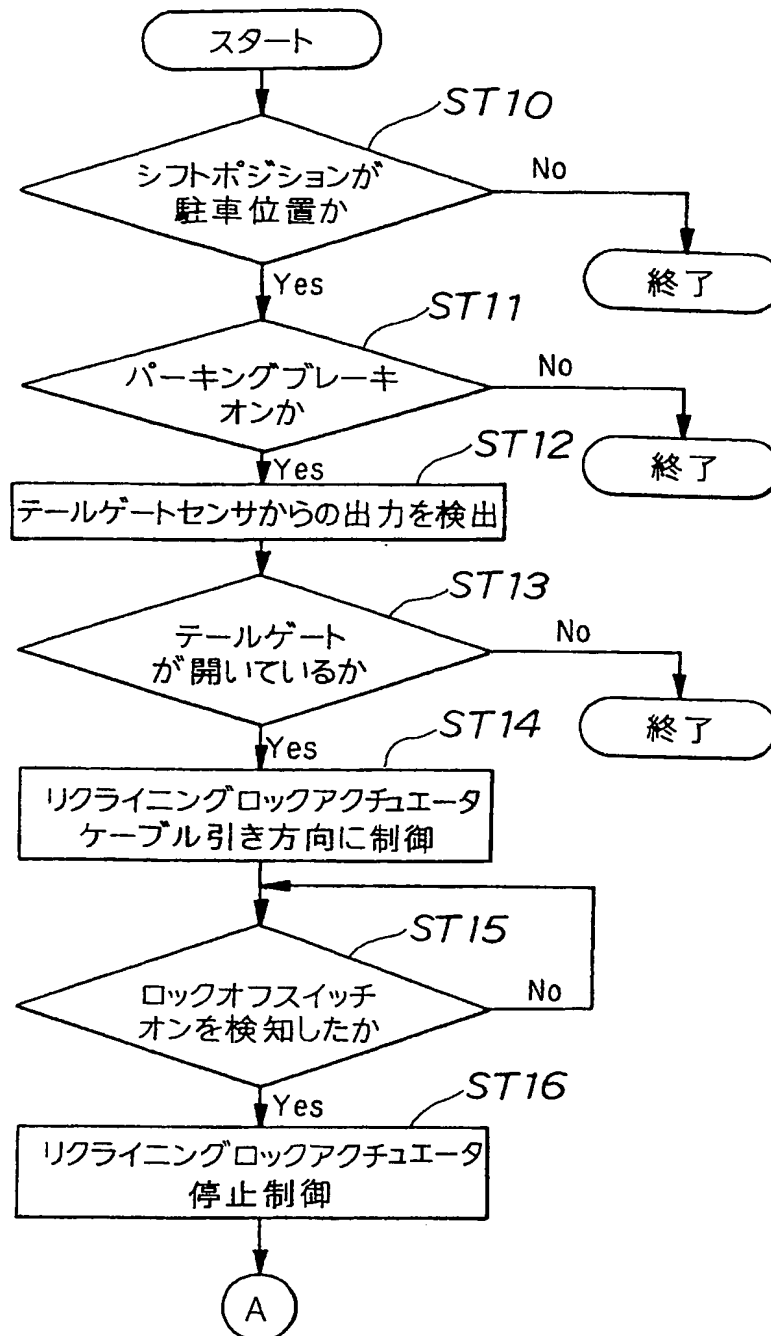 スタート
ST10
シフトポジションが
駐車位置か
No
終了
Yes
ST11
パーキングブレーキ
オンか
No
終了
Yes
ST12
テールゲートセンサからの出力を検出
ST13
テールゲート
が開いているか
No
終了
Yes
ST14
リクライニングロックアクチュエータ
ケーブル引き方向に制御
ST15
ロックオフスイッチ
オンを検知したか
No
Yes
ST16
リクライニングロックアクチュエータ
停止制御
A